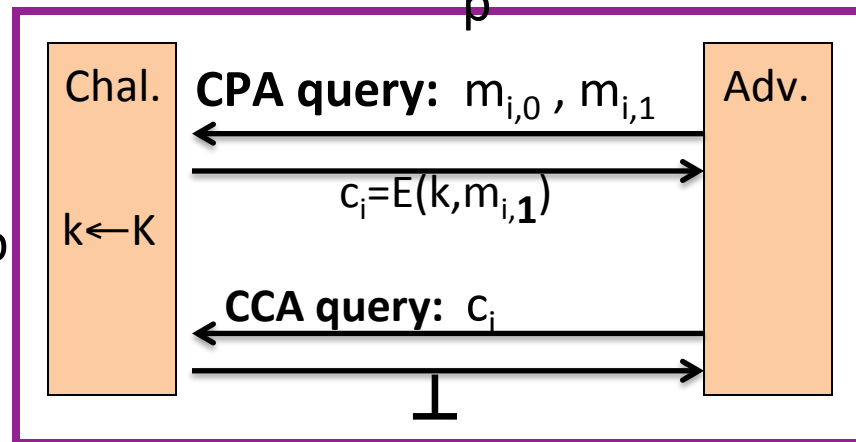 p
Chal. CPA query: m_{i,0} , m_{i,1} Adv.
c_i=E(k,m_{i,1})
k←K
CCA query: c_i
⊥